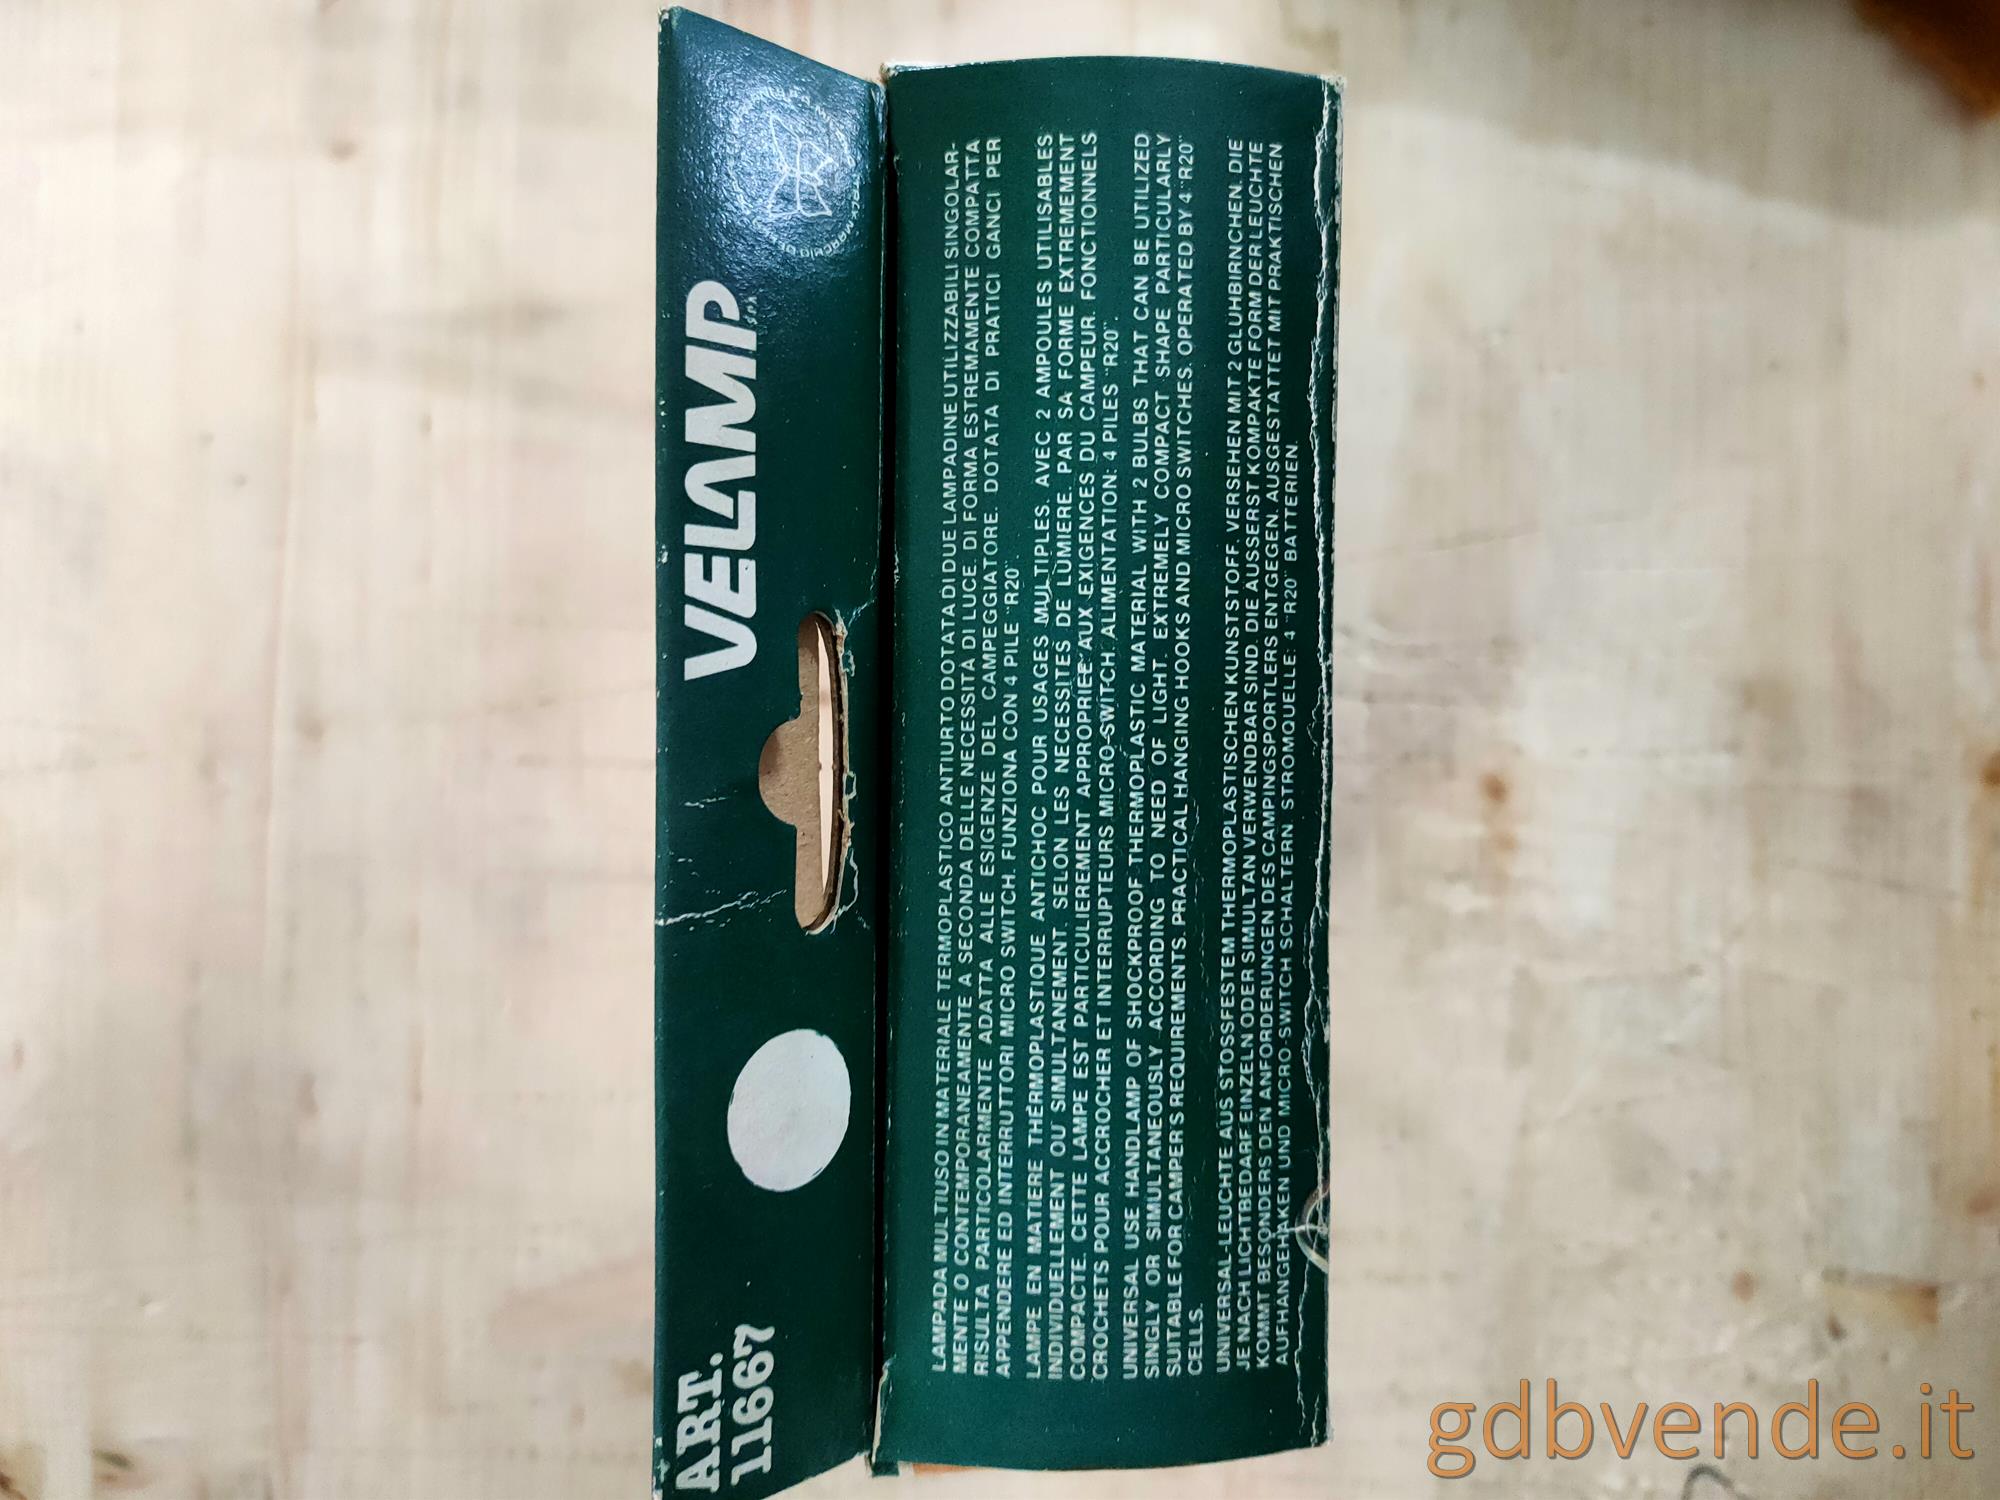 ART.
11667
VELAMP
S.P.A.
LAMPADA MULTIUSO IN MATERIALE TERMOPLASTICO ANTIURTO DOTATA DI DUE LAMPADINE UTILIZZABILI SINGOLAR-
MENTE O CONTEMPORANEAMENTE A SECONDA DELLE NECESSITÀ DI LUCE. DI FORMA ESTREMAMENTE COMPATTA
RISULTA PARTICOLARMENTE ADATTA ALLE ESIGENZE DEL CAMPEGGIATORE. DOTATA DI PRATICI GANCI PER
APPENDERE ED INTERRUTTORI MICRO SWITCH. FUNZIONA CON 4 PILE "R20".
LAMPE EN MATIERE THÉRMOPLASTIQUE ANTICHOC POUR USAGES MULTIPLES. AVEC 2 AMPOULES UTILISABLES
INDIVIDUELLEMENT OU SIMULTANEMENT, SELON LES NECESSITES DE LUMIERE. PAR SA FORME EXTREMEMENT
COMPACTE. CETTE LAMPE EST PARTICULIEREMENT APPROPRIEE AUX EXIGENCES DU CAMPEUR. FONCTIONNELS
CROCHETS POUR ACCROCHER ET INTERRUPTEURS MICRO-SWITCH. ALIMENTATION: 4 PILES "R20".
UNIVERSAL USE HANDLAMP OF SHOCKPROOF THERMOPLASTIC MATERIAL WITH 2 BULBS THAT CAN BE UTILIZED
SINGLY OR SIMULTANEOUSLY ACCORDING TO NEED OF LIGHT. EXTREMELY COMPACT SHAPE PARTICULARLY
SUITABLE FOR CAMPER'S REQUIREMENTS. PRACTICAL HANGING HOOKS AND MICRO SWITCHES. OPERATED BY 4 "R20"
CELLS.
UNIVERSAL-LEUCHTE AUS STOSSFESTEM THERMOPLASTISCHEN KUNSTSTOFF. VERSEHEN MIT 2 GLUHBIRNCHEN. DIE
JE NACH LICHTBEDARF EINZELN ODER SIMULTAN VERWENDBAR SIND. DIE AUSSERST KOMPAKTE FORM DER LEUCHTE
KOMMT BESONDERS DEN ANFORDERUNGEN DES CAMPINGSPORTLERS ENTGEGEN. AUSGESTATTET MIT PRAKTISCHEN
AUFHANGEHAKEN UND MICRO-SWITCH SCHALTERN. STROMQUELLE: 4 "R20" BATTERIEN.
gdbvende.it